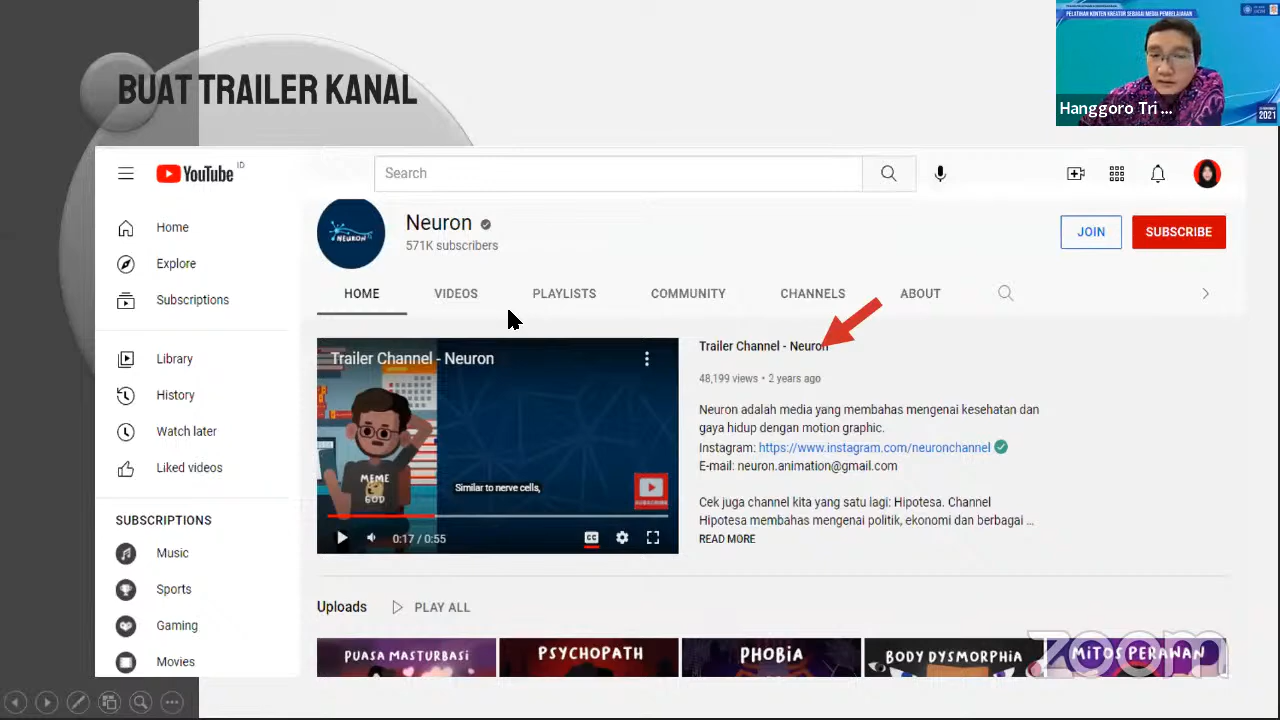 BUAT TRAILER KANAL
PELATIHAN KONTEN KREATOR SEBAGAI MEDIA PEMBELAJARAN
Hanggoro Tri ...
2021
YouTube ID
Search
Home
Explore
Subscriptions
Library
History
Watch later
Liked videos
SUBSCRIPTIONS
Music
Sports
Gaming
Movies
NEURON
Neuron
571K subscribers
JOIN
SUBSCRIBE
HOME
VIDEOS
PLAYLISTS
COMMUNITY
CHANNELS
ABOUT
Trailer Channel - Neuron
MEME
GOD
Similar to nerve cells,
SUBSCRIBE
0:17 / 0:55
CC
Trailer Channel - Neuron
48,199 views • 2 years ago
Neuron adalah media yang membahas mengenai kesehatan dan
gaya hidup dengan motion graphic.
Instagram: https://www.instagram.com/neuronchannel
E-mail: neuron.animation@gmail.com
Cek juga channel kita yang satu lagi: Hipotesa. Channel
Hipotesa membahas mengenai politik, ekonomi dan berbagai ...
READ MORE
Uploads
PLAY ALL
PUASA MASTURBASI
PSYCHOPATH
PHOBIA
BODY DYSMORPHIA
MITOS PERAWAN
zoom